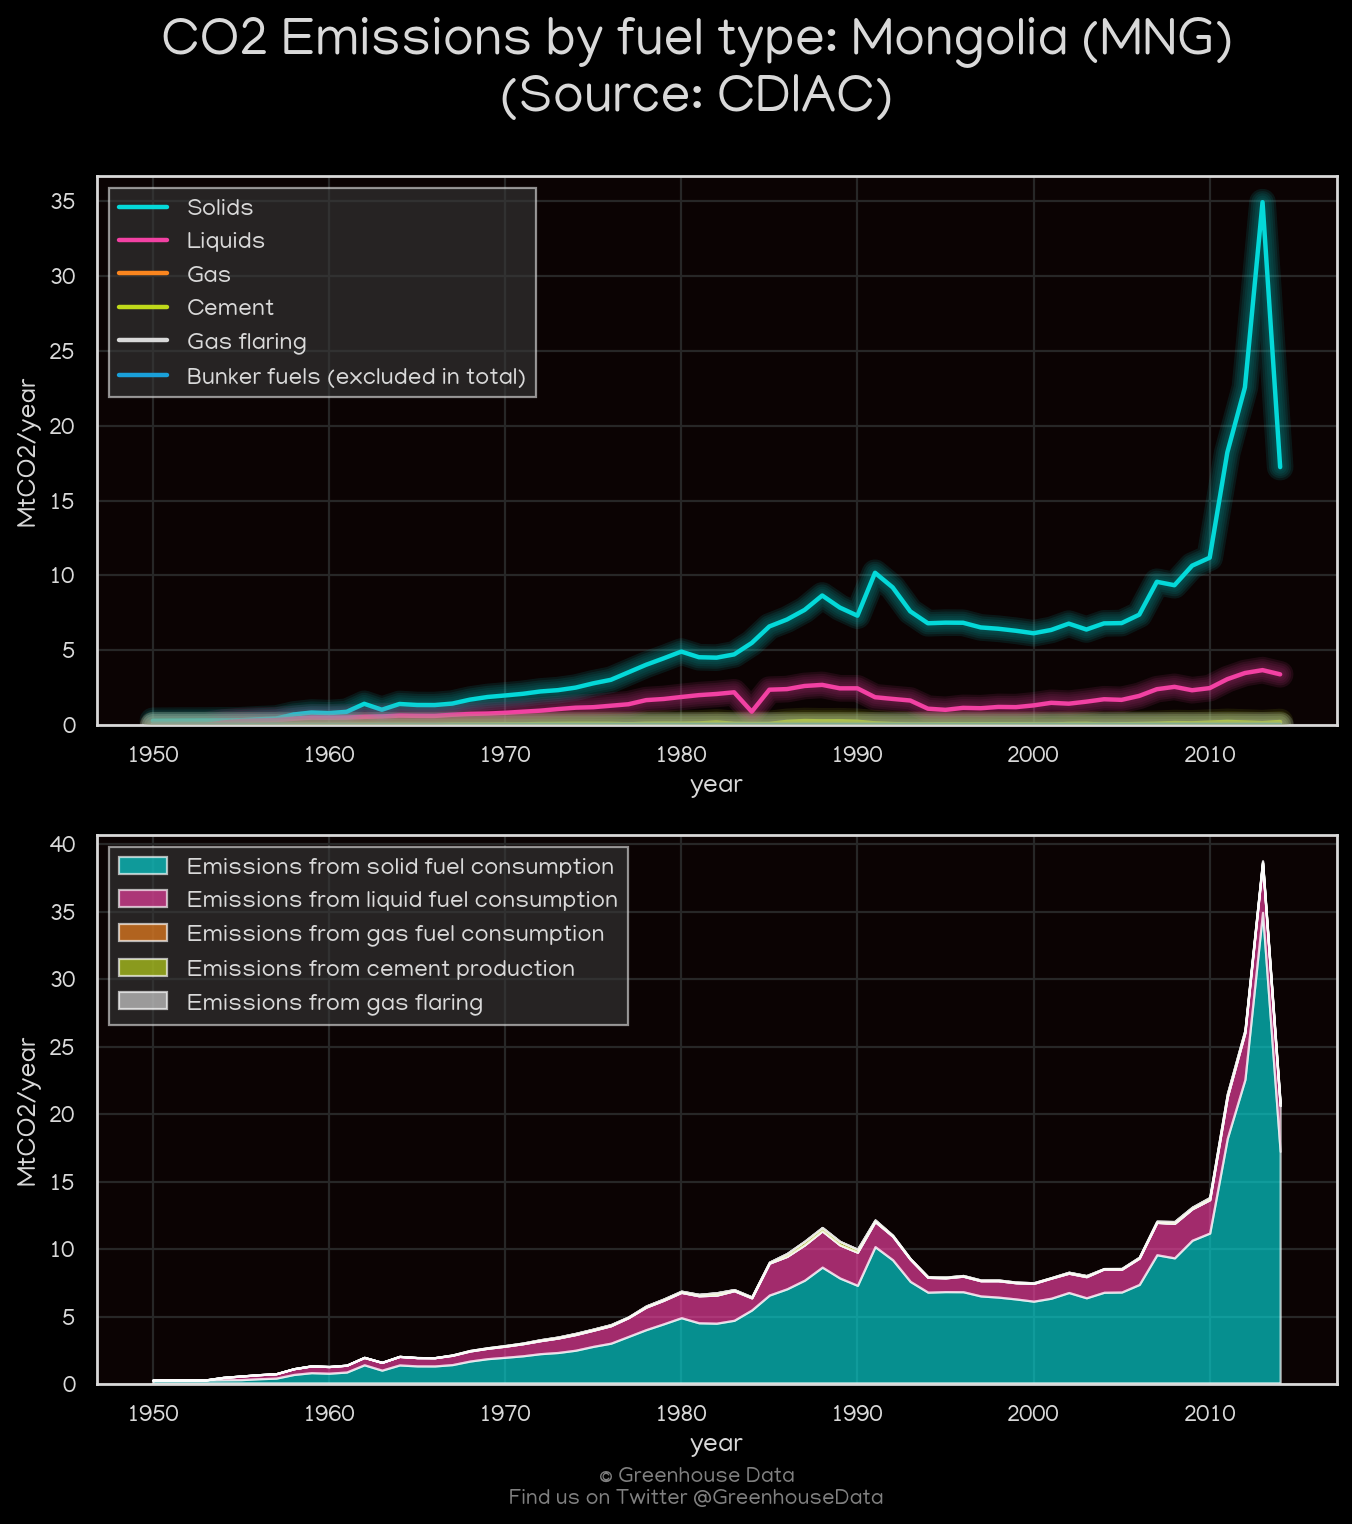 CO2 Emissions by fuel type: Mongolia (MNG)
(Source: CDIAC)
35
30
25
20
15
10
5
0
MtCO2/year
Solids
Liquids
Gas
Cement
Gas flaring
Bunker fuels (excluded in total)
1950
1960
1970
1980
1990
2000
2010
year
40
35
30
25
20
15
10
5
0
MtCO2/year
Emissions from solid fuel consumption
Emissions from liquid fuel consumption
Emissions from gas fuel consumption
Emissions from cement production
Emissions from gas flaring
1950
1960
1970
1980
1990
2000
2010
year
© Greenhouse Data
Find us on Twitter @GreenhouseData